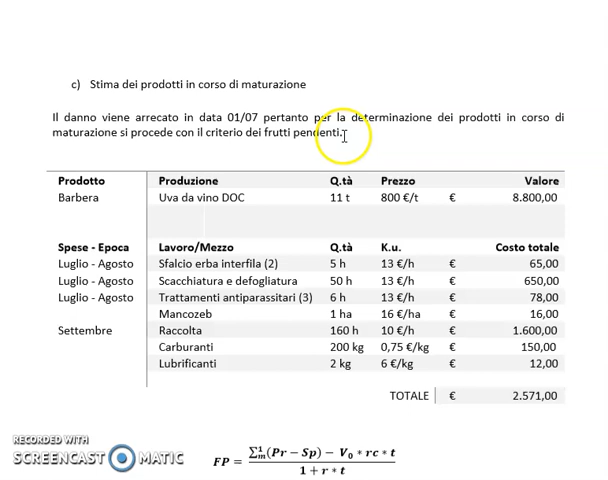 c) Stima dei prodotti in corso di maturazione
Il danno viene arrecato in data 01/07 pertanto per la determinazione dei prodotti in corso di
maturazione si procede con il criterio dei frutti pendenti.
Prodotto Produzione Q.tà Prezzo Valore
Barbera Uva da vino DOC 11 t 800 €/t € 8.800,00
Spese - Epoca Lavoro/Mezzo Q.tà K.u. Costo totale
Luglio - Agosto Sfalcio erba interfila (2) 5 h 13 €/h € 65,00
Luglio - Agosto Scacchiatura e defogliatura 50 h 13 €/h € 650,00
Luglio - Agosto Trattamenti antiparassitari (3) 6 h 13 €/h € 78,00
Mancozeb 1 ha 16 €/ha € 16,00
Settembre Raccolta 160 h 10 €/h € 1.600,00
Carburanti 200 kg 0,75 €/kg € 150,00
Lubrificanti 2 kg 6 €/kg € 12,00
TOTALE € 2.571,00
RECORDED WITH
SCREENCAST MATIC
FP = (∑ₘ¹(Pr − Sp) − V₀ * rc * t) / (1 + r * t)